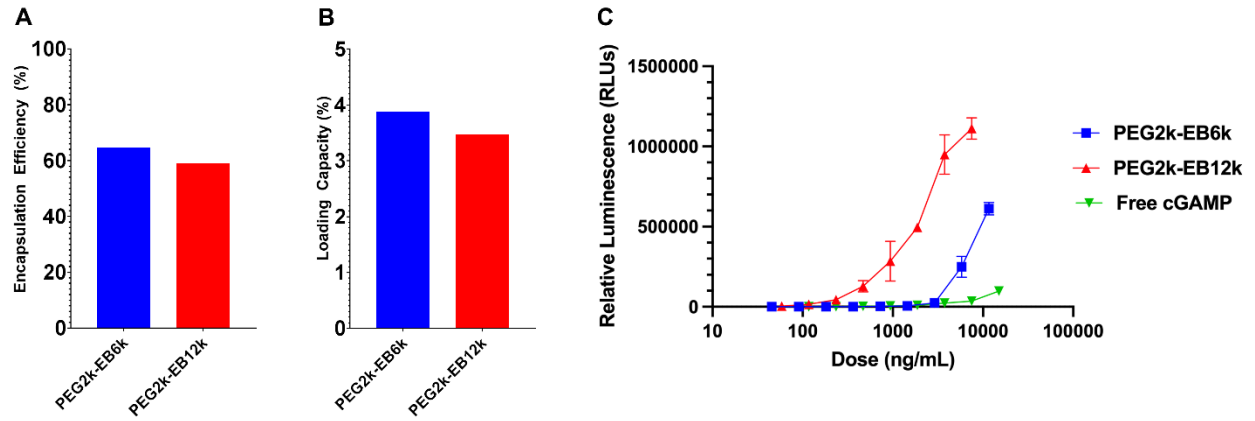 A
Encapsulation Efficiency (%)
100
80
60
40
20
0
PEG2k-EB6k
PEG2k-EB12k
B
Loading Capacity (%)
5
4
3
2
1
0
PEG2k-EB6k
PEG2k-EB12k
C
Relative Luminescence (RLUs)
1500000
1000000
500000
0
10
100
1000
10000
100000
Dose (ng/mL)
PEG2k-EB6k
PEG2k-EB12k
Free cGAMP